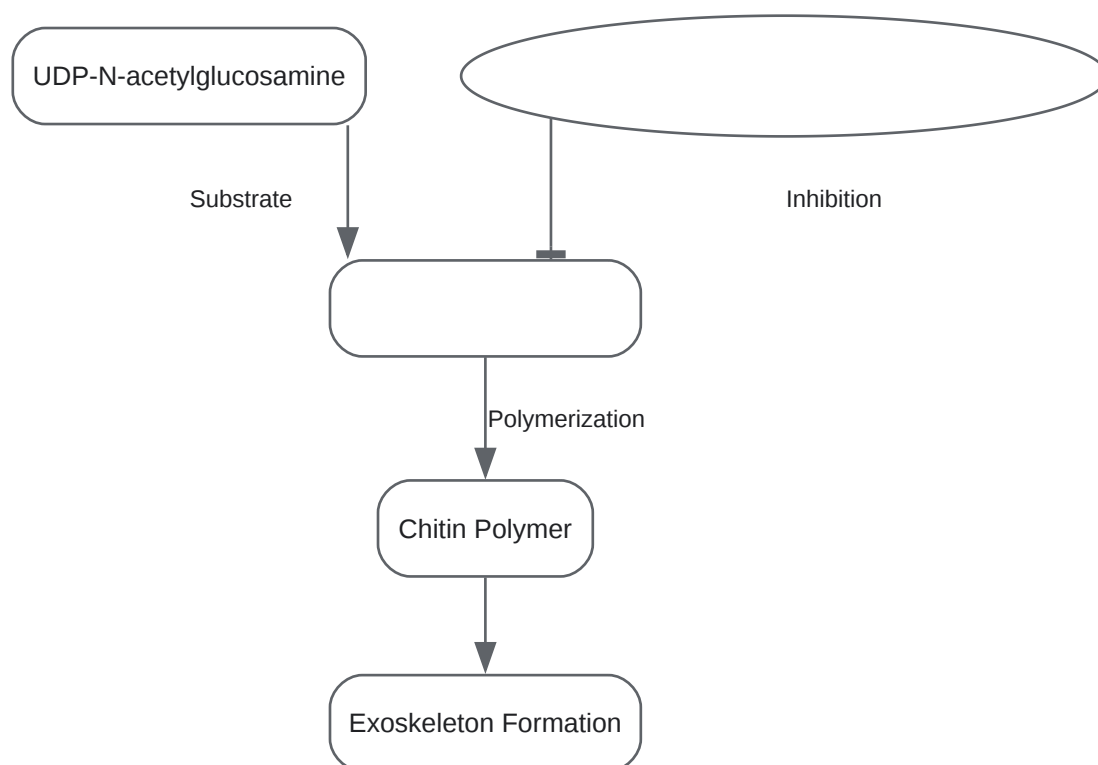 UDP-N-acetylglucosamine
Substrate
Inhibition
Polymerization
Chitin Polymer
Exoskeleton Formation